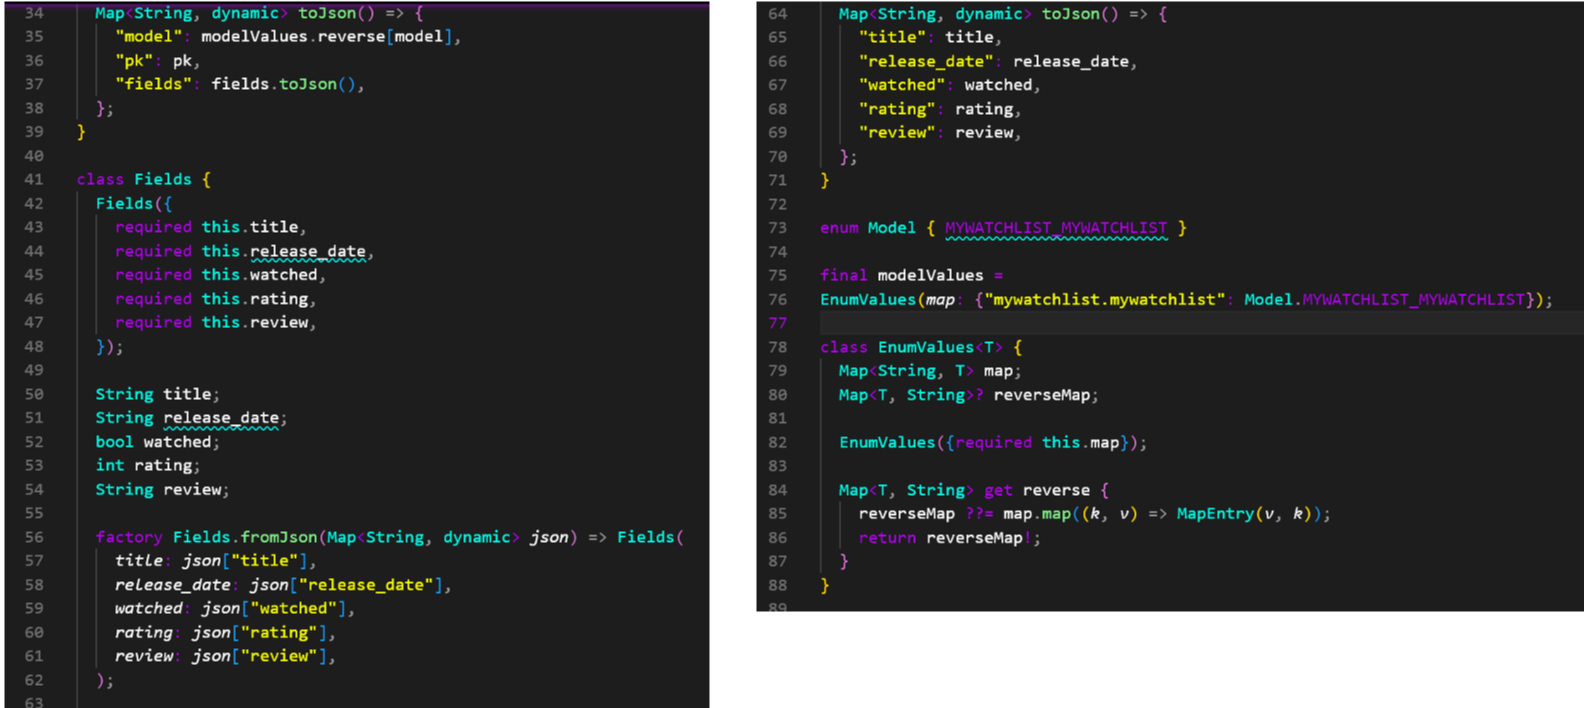 34 Map<String, dynamic> toJson() => {
35 "model": modelValues.reverse[model],
36 "pk": pk,
37 "fields": fields.toJson(),
38 };
39 }
40
41 class Fields {
42 Fields({
43 required this.title,
44 required this.release_date,
45 required this.watched,
46 required this.rating,
47 required this.review,
48 });
49
50 String title;
51 String release_date;
52 bool watched;
53 int rating;
54 String review;
55
56 factory Fields.fromJson(Map<String, dynamic> json) => Fields(
57 title: json["title"],
58 release_date: json["release_date"],
59 watched: json["watched"],
60 rating: json["rating"],
61 review: json["review"],
62 );
63
64 Map<String, dynamic> toJson() => {
65 "title": title,
66 "release_date": release_date,
67 "watched": watched,
68 "rating": rating,
69 "review": review,
70 };
71 }
72
73 enum Model { MYWATCHLIST_MYWATCHLIST }
74
75 final modelValues =
76 EnumValues(map: {"mywatchlist.mywatchlist": Model.MYWATCHLIST_MYWATCHLIST});
77
78 class EnumValues<T> {
79 Map<String, T> map;
80 Map<T, String>? reverseMap;
81
82 EnumValues({required this.map});
83
84 Map<T, String> get reverse {
85 reverseMap ??= map.map((k, v) => MapEntry(v, k));
86 return reverseMap!;
87 }
88 }
89